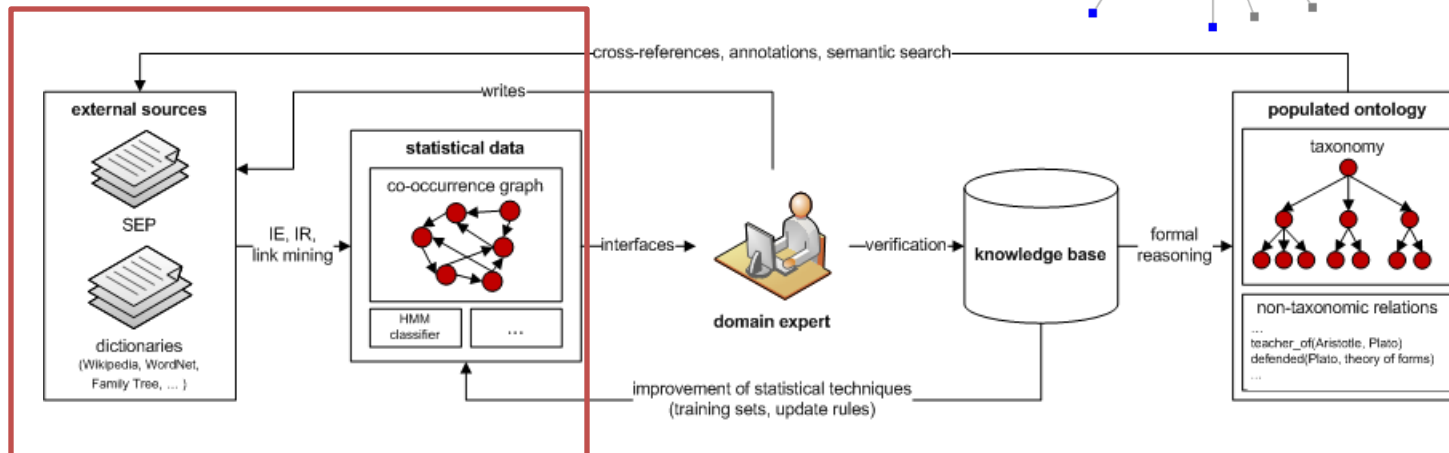 cross-references, annotations, semantic search
writes
external sources
SEP
dictionaries
(Wikipedia, WordNet,
Family Tree, ... )
IE, IR,
link mining
statistical data
co-occurrence graph
HMM
classifier
...
interfaces
domain expert
verification
knowledge base
formal
reasoning
populated ontology
taxonomy
non-taxonomic relations
...
teacher_of(Aristotle, Plato)
defended(Plato, theory of forms)
...
improvement of statistical techniques
(training sets, update rules)